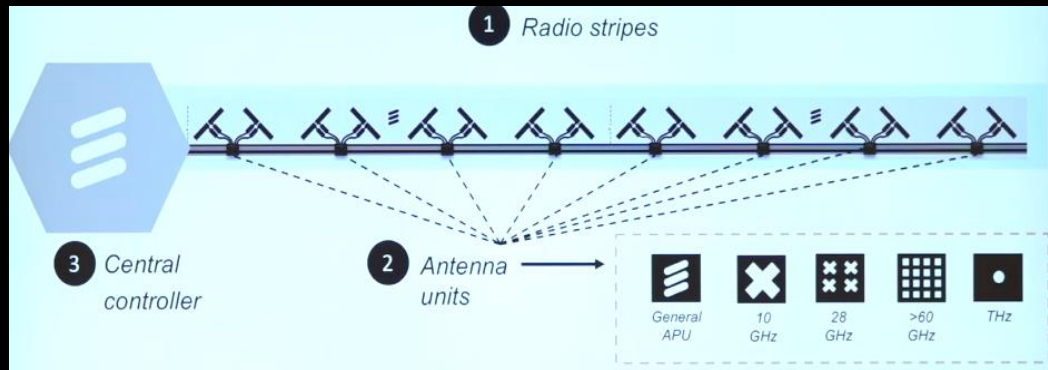 1 Radio stripes
3 Central
controller
2 Antenna
units
General
APU
10
GHz
28
GHz
>60
GHz
THz